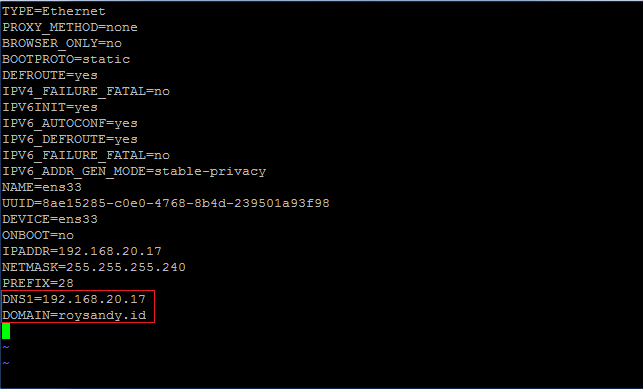 TYPE=Ethernet
PROXY_METHOD=none
BROWSER_ONLY=no
BOOTPROTO=static
DEFROUTE=yes
IPV4_FAILURE_FATAL=no
IPV6INIT=yes
IPV6_AUTOCONF=yes
IPV6_DEFROUTE=yes
IPV6_FAILURE_FATAL=no
IPV6_ADDR_GEN_MODE=stable-privacy
NAME=ens33
UUID=8ae15285-c0e0-4768-8b4d-239501a93f98
DEVICE=ens33
ONBOOT=no
IPADDR=192.168.20.17
NETMASK=255.255.255.240
PREFIX=28
DNS1=192.168.20.17
DOMAIN=roysandy.id
~
~